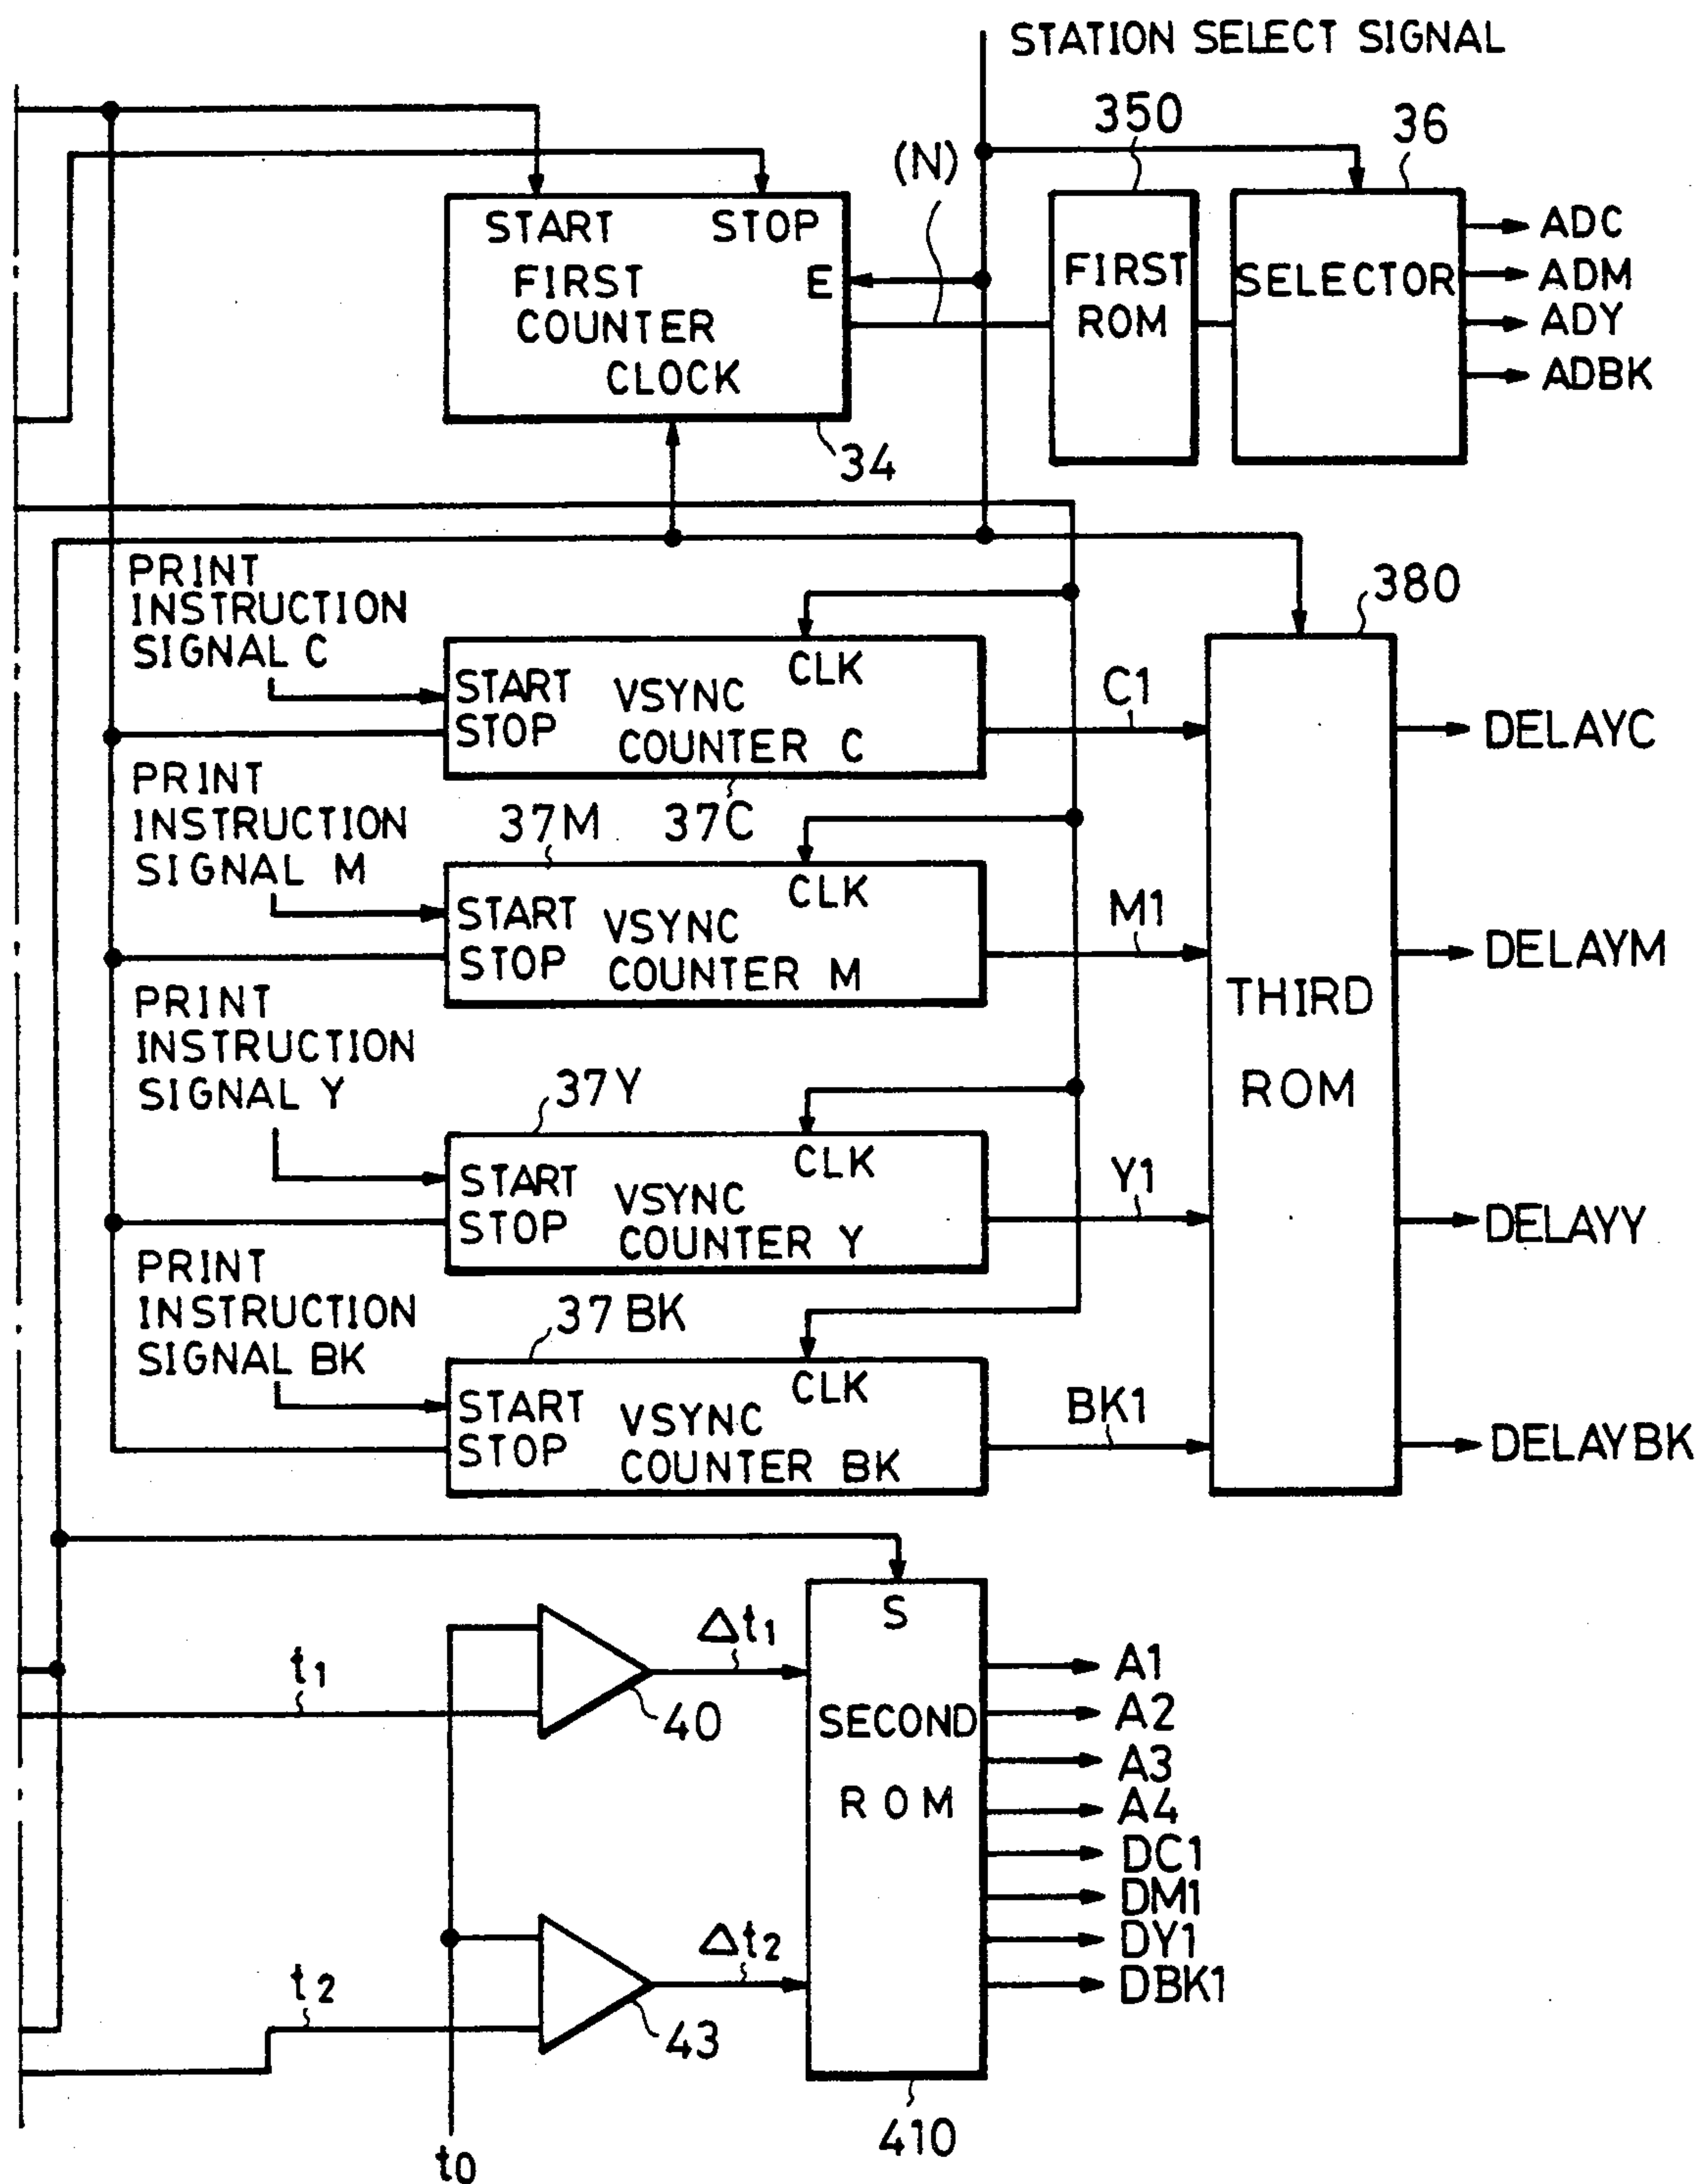 STATION SELECT SIGNAL
350
36
(N)
START STOP
E
FIRST
COUNTER
CLOCK
34
FIRST
ROM
SELECTOR
ADC
ADM
ADY
ADBK
PRINT
INSTRUCTION
SIGNAL C
380
CLK
START
STOP
VSYNC
COUNTER C
C1
37C
DELAYC
PRINT
INSTRUCTION
SIGNAL M
37M
CLK
START
STOP
VSYNC
COUNTER M
M1
DELAYM
THIRD
ROM
PRINT
INSTRUCTION
SIGNAL Y
37Y
CLK
START
STOP
VSYNC
COUNTER Y
Y1
DELAYY
PRINT
INSTRUCTION
SIGNAL BK
37BK
CLK
START
STOP
VSYNC
COUNTER BK
BK1
DELAYBK
S
t1
Δt1
40
SECOND
ROM
A1
A2
A3
A4
DC1
DM1
DY1
DBK1
t2
Δt2
43
410
t0